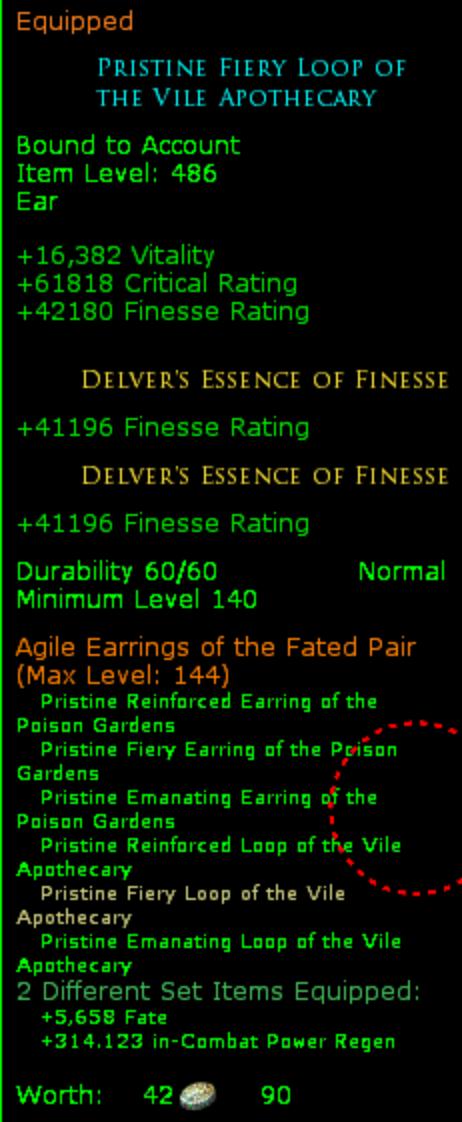 Equipped
Pristine Fiery Loop of
the Vile Apothecary
Bound to Account
Item Level: 486
Ear
+16,382 Vitality
+61818 Critical Rating
+42180 Finesse Rating
Delver's Essence of Finesse
+41196 Finesse Rating
Delver's Essence of Finesse
+41196 Finesse Rating
Durability 60/60 Normal
Minimum Level 140
Agile Earrings of the Fated Pair
(Max Level: 144)
Pristine Reinforced Earring of the
Poison Gardens
Pristine Fiery Earring of the Poison
Gardens
Pristine Emanating Earring of the
Poison Gardens
Pristine Reinforced Loop of the Vile
Apothecary
Pristine Fiery Loop of the Vile
Apothecary
Pristine Emanating Loop of the Vile
Apothecary
2 Different Set Items Equipped:
+5,658 Fate
+314.123 in-Combat Power Regen
Worth: 42 90